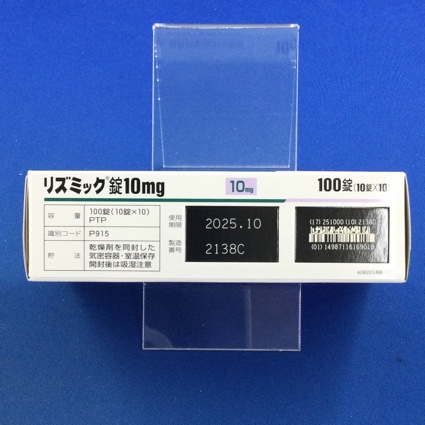 リズミック®錠10mg
10mg
100錠(10錠×10)
容量
100錠(10錠×10)
PTP
識別コード
P915
貯法
乾燥剤を同封した
気密容器・室温保存
開封後は吸湿注意
使用
期限
2025.10
製造
番号
2138C
(17) 251000 (10) 2138C
(01) 14987116169019